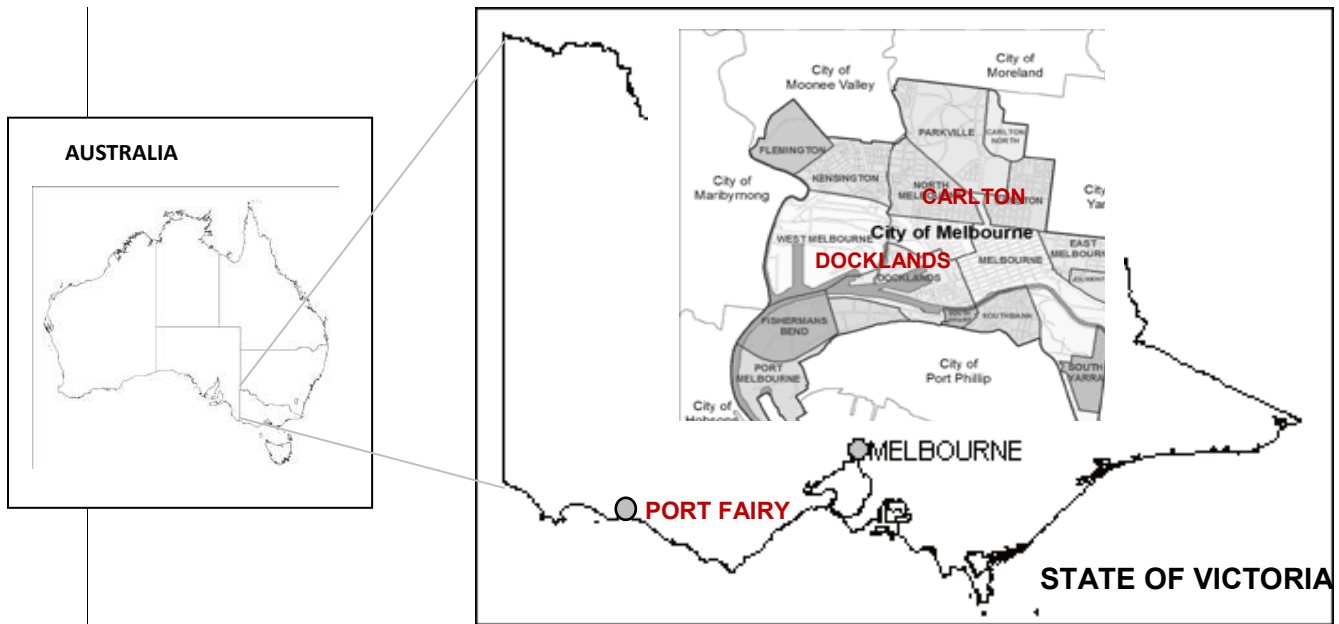 AUSTRALIA
City of
Moonee Valley
City of
Moreland
PARKVILLE
CARLTON
NORTH
FLEMINGTON
KENSINGTON
City of
Maribyrnong
NORTH
CARLTON
City of Melbourne
WEST MELBOURNE
EAST
DOCKLANDS
MELBOURNE
DOCKLANDS
FISHERMANS
BEND
SOUTHBANK
PORT
MELBOURNE
City of
Port Phillip
SOUTH
YARRA
City of
MELBOURNE
PORT FAIRY
STATE OF VICTORIA